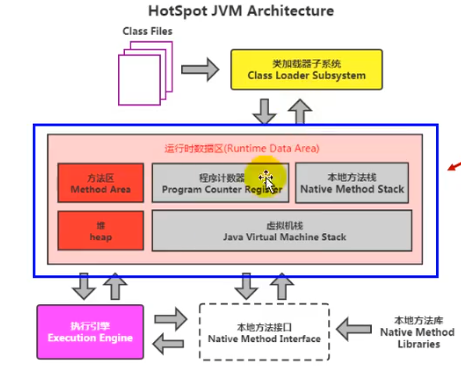 HotSpot JVM Architecture
Class Files
类加载器子系统
Class Loader Subsystem
运行时数据区(Runtime Data Area)
方法区
Method Area
程序计数器
Program Counter Register
本地方法栈
Native Method Stack
堆
heap
虚拟机栈
Java Virtual Machine Stack
执行引擎
Execution Engine
本地方法接口
Native Method Interface
本地方法库
Native Method
Libraries